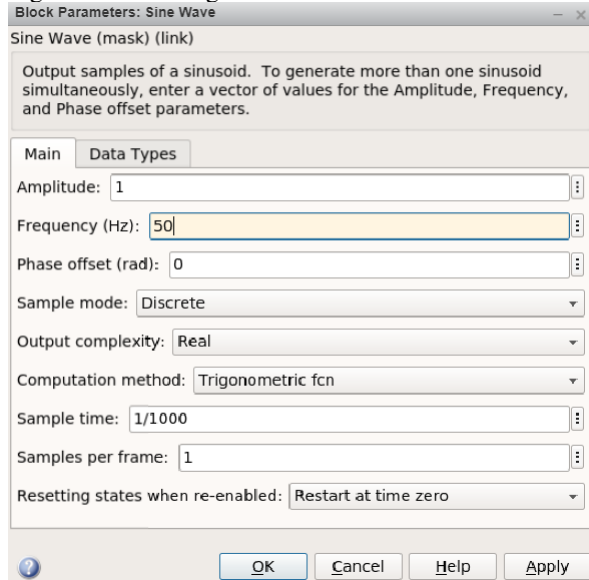 Block Parameters: Sine Wave
Sine Wave (mask) (link)
Output samples of a sinusoid. To generate more than one sinusoid
simultaneously, enter a vector of values for the Amplitude, Frequency,
and Phase offset parameters.
Main Data Types
Amplitude: 1
Frequency (Hz): 50
Phase offset (rad): 0
Sample mode: Discrete
Output complexity: Real
Computation method: Trigonometric fcn
Sample time: 1/1000
Samples per frame: 1
Resetting states when re-enabled: Restart at time zero
OK Cancel Help Apply